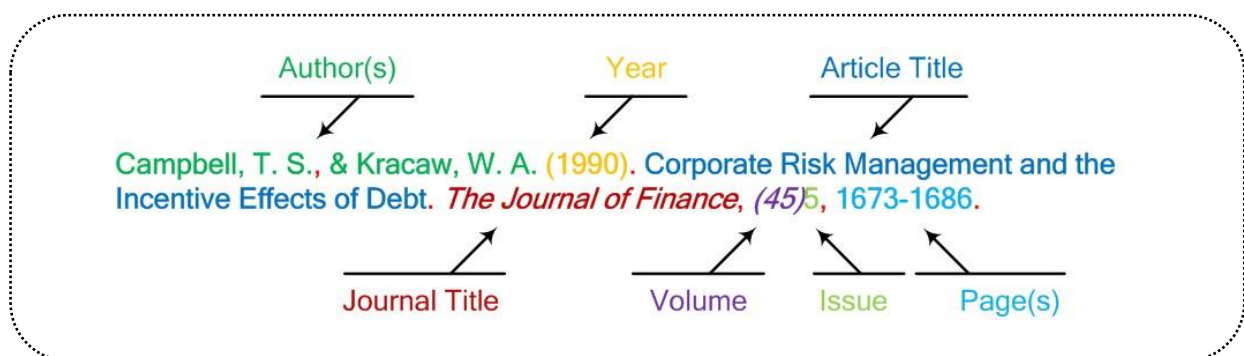 Author(s) Year Article Title
Campbell, T. S., & Kracaw, W. A. (1990). Corporate Risk Management and the
Incentive Effects of Debt. The Journal of Finance, (45)5, 1673-1686.
Journal Title Volume Issue Page(s)